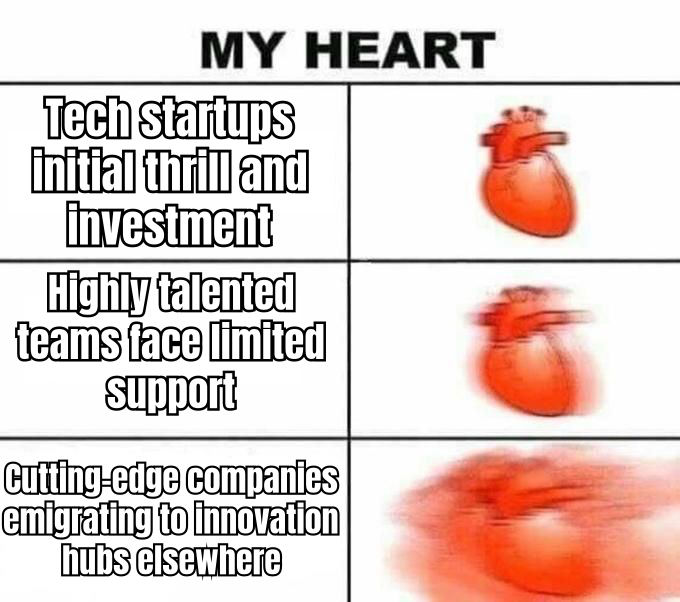 MY HEART
Tech startups
initial thrill and
investment
Highly talented
teams face limited
support
Cutting-edge companies
emigrating to innovation
hubs elsewhere